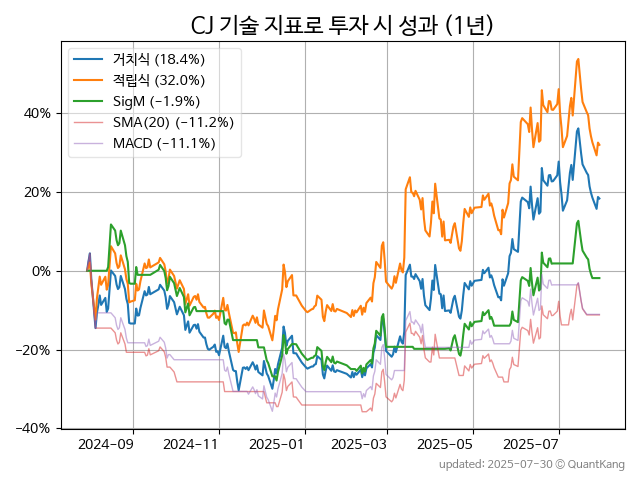 CJ 기술 지표로 투자 시 성과 (1년)
거치식 (18.4%)
적립식 (32.0%)
SigM (−1.9%)
SMA(20) (−11.2%)
MACD (−11.1%)
40%
20%
0%
−20%
−40%
2024-09 2024-11 2025-01 2025-03 2025-05 2025-07
updated: 2025-07-30 © QuantKang